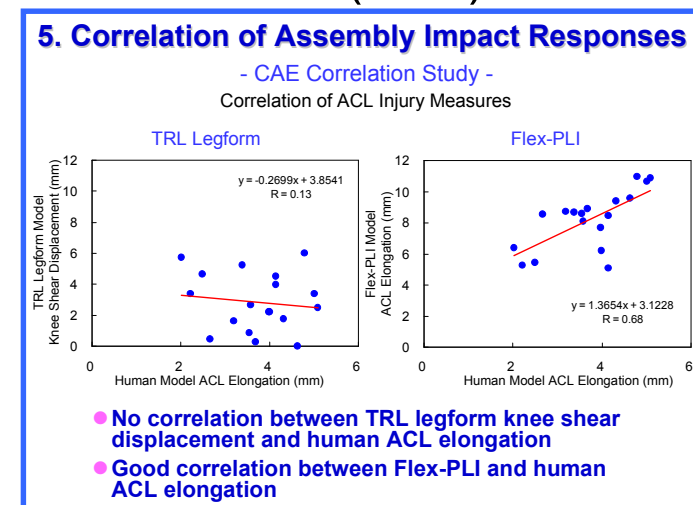 5. Correlation of Assembly Impact Responses
- CAE Correlation Study -
Correlation of ACL Injury Measures
TRL Legform
TRL Legform Model
Knee Shear Displacement (mm)
12
10
8
6
4
2
0
y = -0.2699x + 3.8541
R = 0.13
0 2 4 6
Human Model ACL Elongation (mm)
Flex-PLI
Flex-PLI Model
ACL Elongation (mm)
12
10
8
6
4
2
0
y = 1.3654x + 3.1228
R = 0.68
0 2 4 6
Human Model ACL Elongation (mm)
No correlation between TRL legform knee shear
displacement and human ACL elongation
Good correlation between Flex-PLI and human
ACL elongation